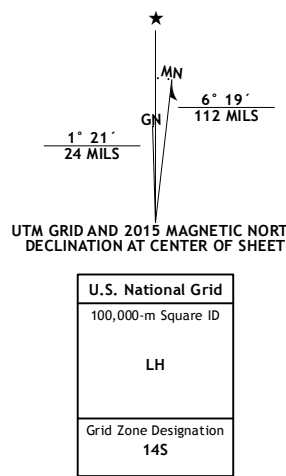 ★
MN
GN
6° 19´
112 MILS
1° 21´
24 MILS
UTM GRID AND 2015 MAGNETIC NORT
DECLINATION AT CENTER OF SHEET
U.S. National Grid
100,000-m Square ID
LH
Grid Zone Designation
14S